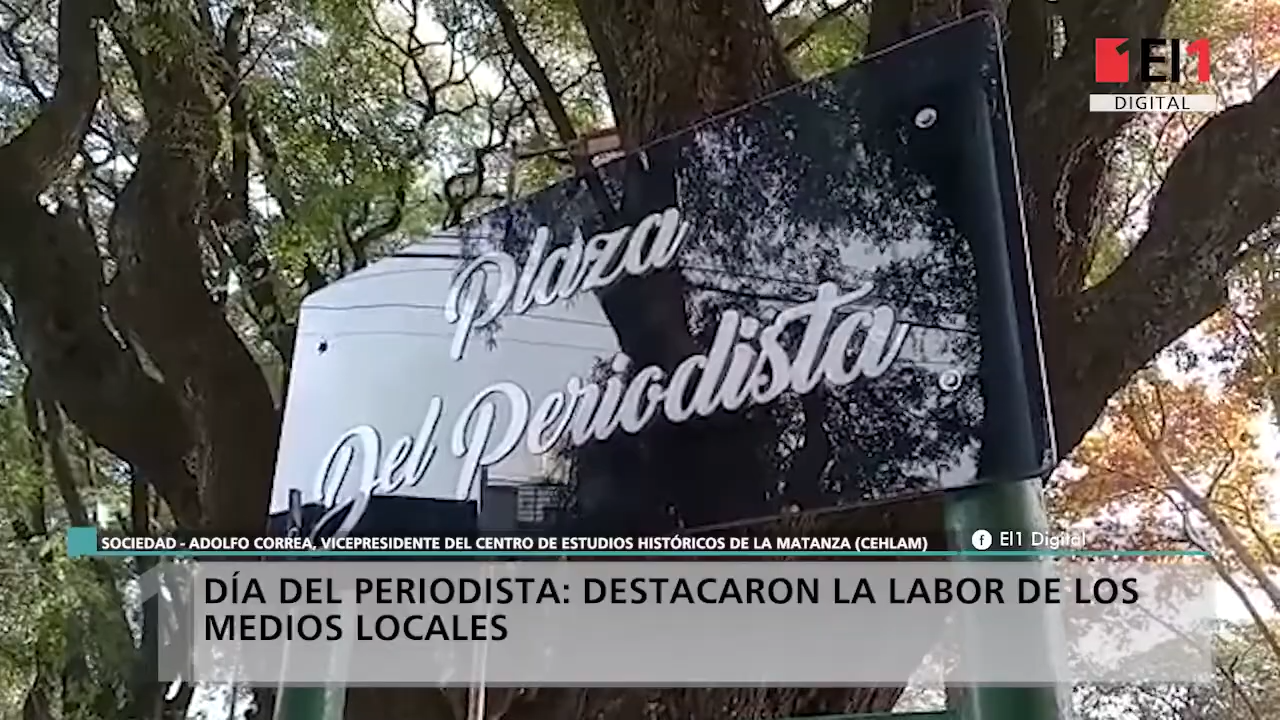 1 El1
DIGITAL
Plaza
Del Periodista
SOCIEDAD - ADOLFO CORREA, VICEPRESIDENTE DEL CENTRO DE ESTUDIOS HISTÓRICOS DE LA MATANZA (CEHLAM)
f El1 Digital
DÍA DEL PERIODISTA: DESTACARON LA LABOR DE LOS
MEDIOS LOCALES